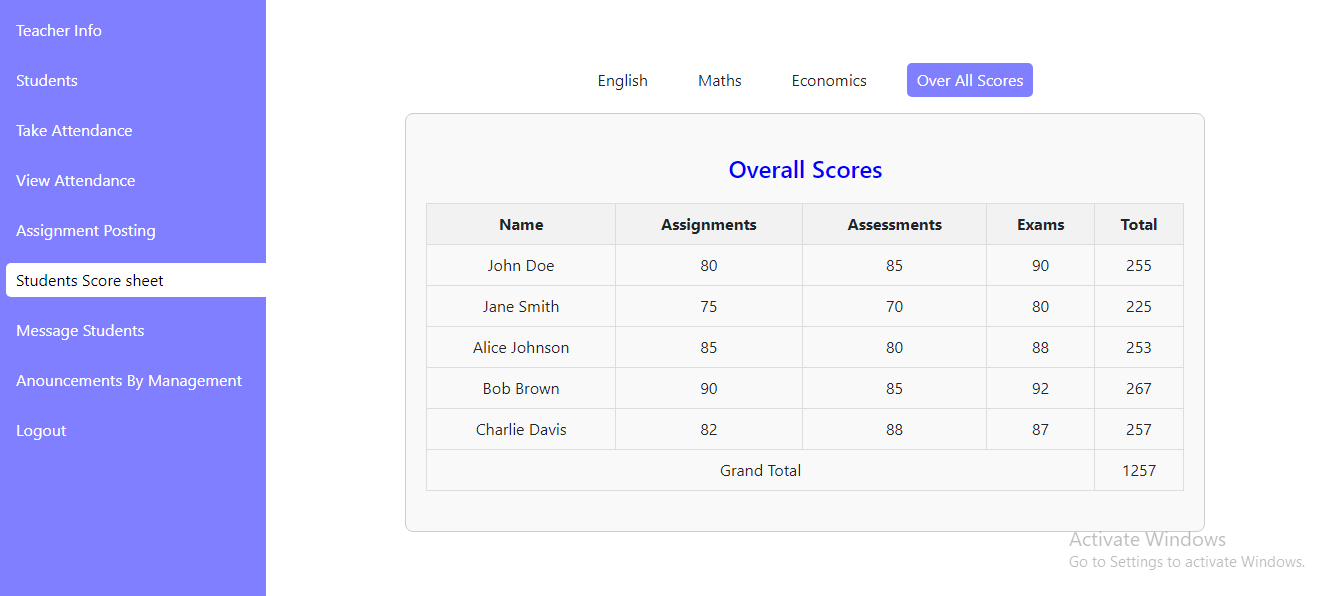 Teacher Info
Students
Take Attendance
View Attendance
Assignment Posting
Students Score sheet
Message Students
Anouncements By Management
Logout
English Maths Economics Over All Scores
Overall Scores
Name Assignments Assessments Exams Total
John Doe 80 85 90 255
Jane Smith 75 70 80 225
Alice Johnson 85 80 88 253
Bob Brown 90 85 92 267
Charlie Davis 82 88 87 257
Grand Total 1257
Activate Windows
Go to Settings to activate Windows.